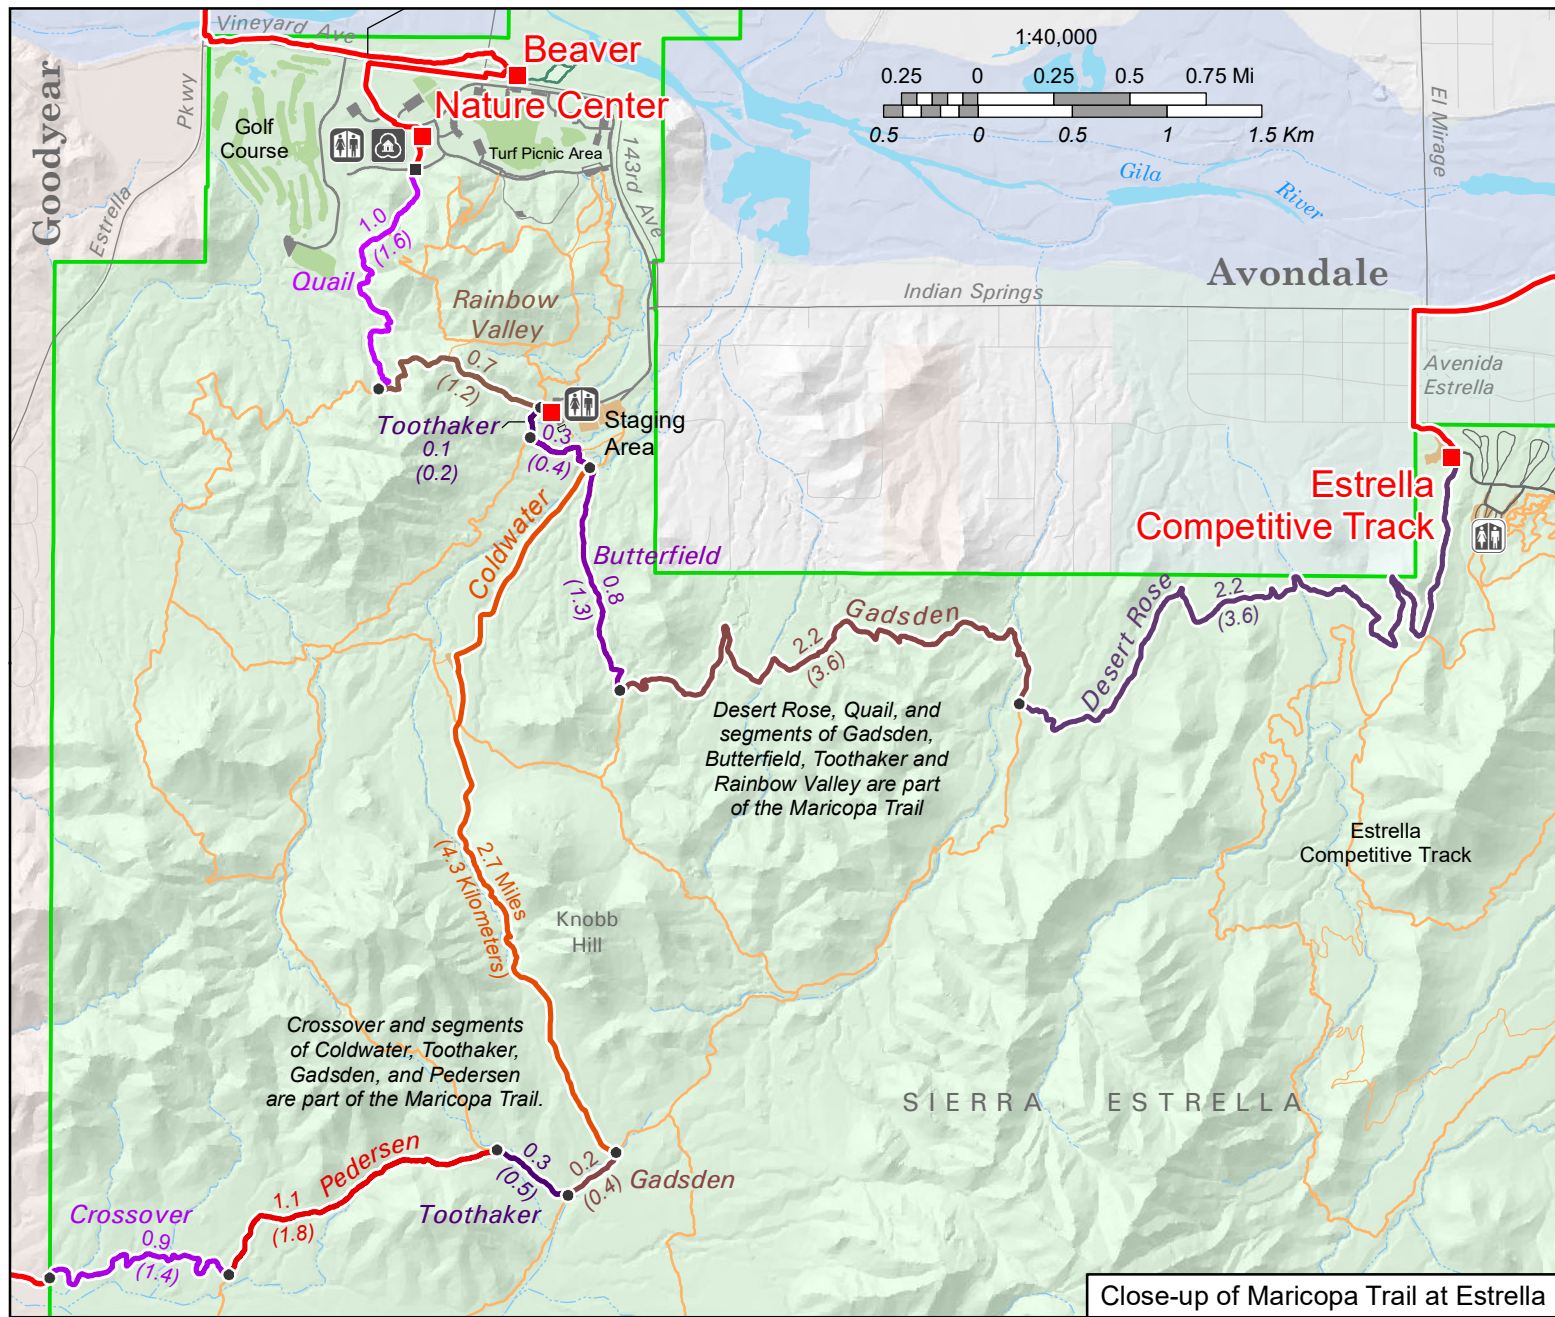 Vineyard Ave
Beaver
Nature Center
1:40,000
0.25 0 0.25 0.5 0.75 Mi
0.5 0 0.5 1 1.5 Km
Goodyear
Pkwy
Estrella
Golf
Course
Turf Picnic Area
143rd Ave
El Mirage
Gila
River
1.0
(1.6)
Quail
Rainbow
Valley
Indian Springs
Avondale
0.7
(1.2)
Avenida
Estrella
Toothaker
0.1
(0.2)
0.3
(0.4)
Staging
Area
Estrella
Competitive Track
Coldwater
Butterfield
0.8
(1.3)
Gadsden
2.2
(3.6)
Desert Rose
2.2
(3.6)
Desert Rose, Quail, and
segments of Gadsden,
Butterfield, Toothaker and
Rainbow Valley are part
of the Maricopa Trail
Estrella
Competitive Track
2.7 Miles
(4.3 Kilometers)
Knobb
Hill
Crossover and segments
of Coldwater, Toothaker,
Gadsden, and Pedersen
are part of the Maricopa Trail.
SIERRA ESTRELLA
Pedersen
1.1
(1.8)
0.3
(0.5)
Toothaker
0.2
(0.4)
Gadsden
Crossover
0.9
(1.4)
Close-up of Maricopa Trail at Estrella